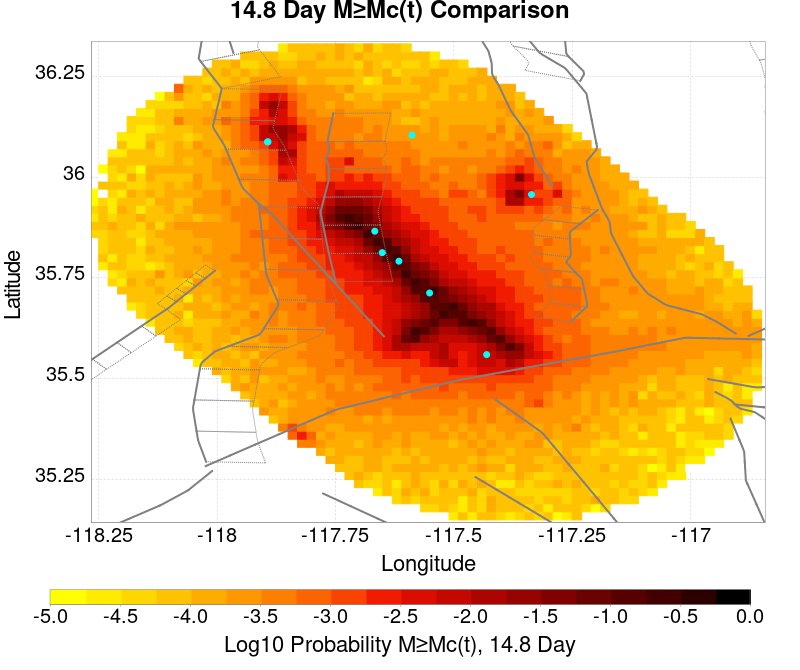 14.8 Day M≥Mc(t) Comparison
36.25
36
35.75
35.5
35.25
Latitude
-118.25 -118 -117.75 -117.5 -117.25 -117
Longitude
-5.0 -4.5 -4.0 -3.5 -3.0 -2.5 -2.0 -1.5 -1.0 -0.5 0.0
Log10 Probability M≥Mc(t), 14.8 Day